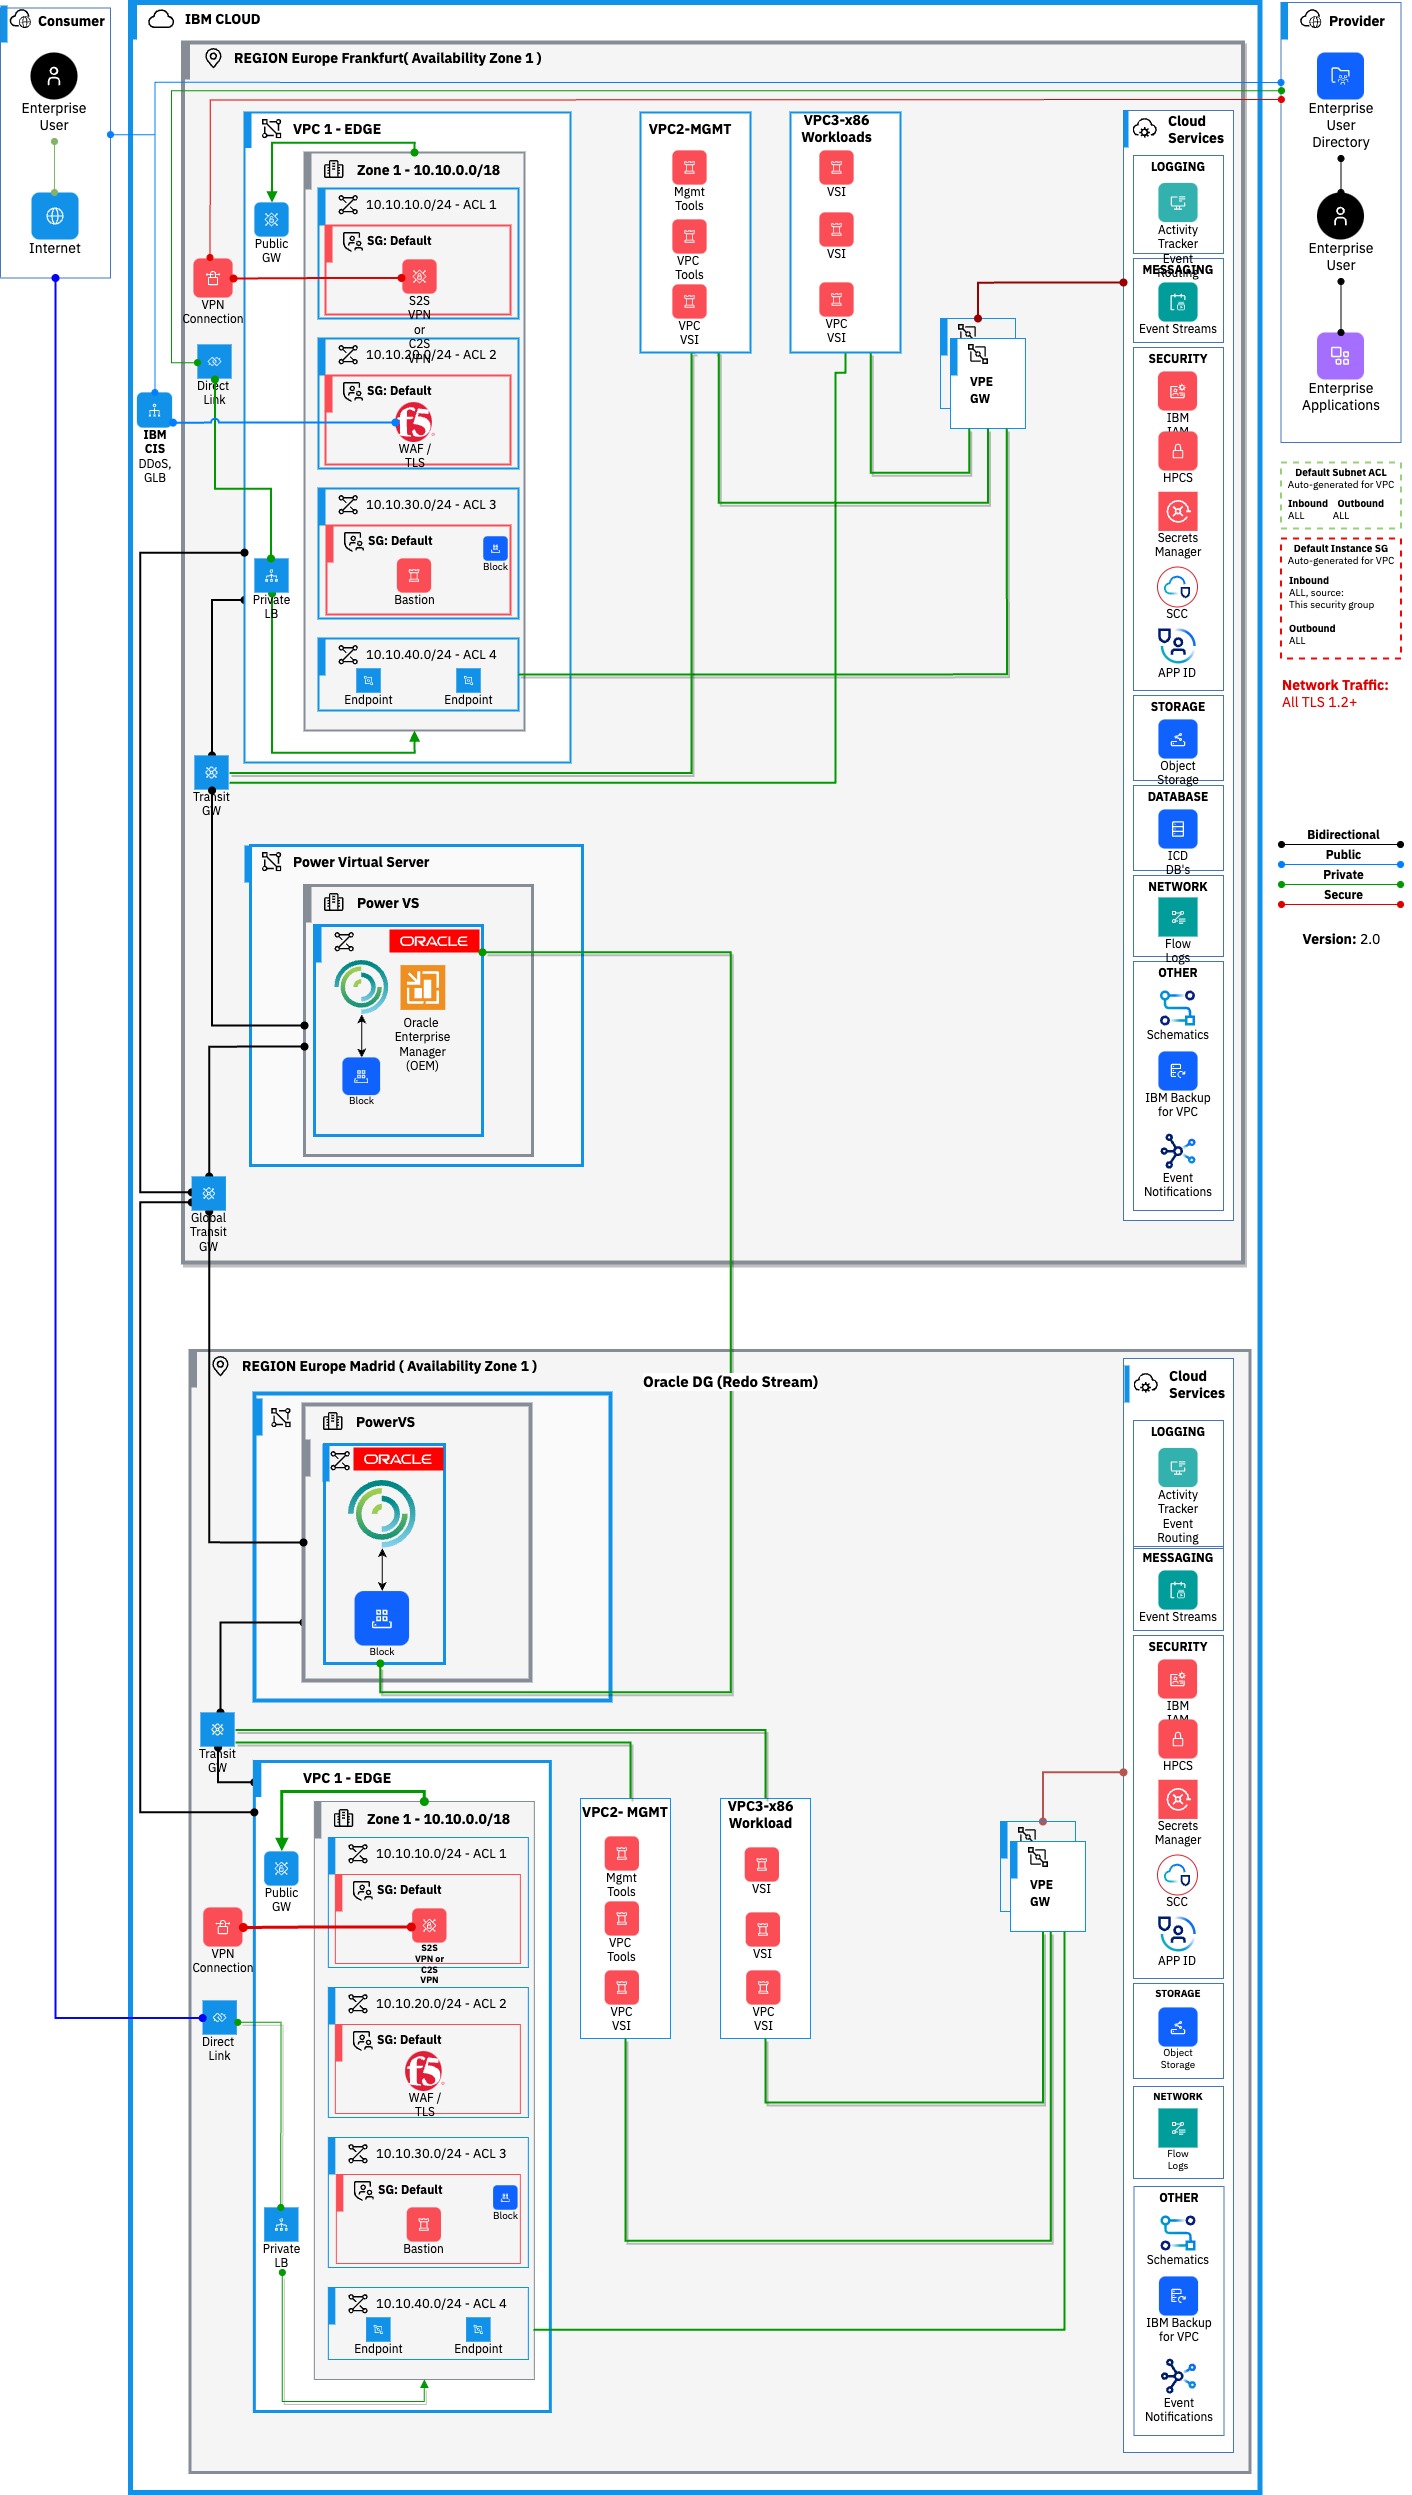 Consumer
Enterprise
User
Internet
IBM CLOUD
REGION Europe Frankfurt( Availability Zone 1 )
VPC 1 - EDGE
Zone 1 - 10.10.0.0/18
Public
GW
10.10.10.0/24 - ACL 1
SG: Default
S2S
VPN
or
C2S
VPN
VPN
Connection
Direct
Link
IBM
CIS
DDoS,
GLB
10.10.20.0/24 - ACL 2
SG: Default
f5
WAF /
TLS
10.10.30.0/24 - ACL 3
SG: Default
Block
Bastion
Private
LB
10.10.40.0/24 - ACL 4
Endpoint
Endpoint
Transit
GW
VPC2-MGMT
Mgmt
Tools
VPC
Tools
VPC
VSI
VPC3-x86
Workloads
VSI
VSI
VPC
VSI
VPE
GW
Power Virtual Server
Power VS
ORACLE
Oracle
Enterprise
Manager
(OEM)
Block
Global
Transit
GW
Cloud
Services
LOGGING
Activity
Tracker
Event
Routing
MESSAGING
Event Streams
SECURITY
IBM
IAM
HPCS
Secrets
Manager
SCC
APP ID
STORAGE
Object
Storage
DATABASE
ICD
DB's
NETWORK
Flow
Logs
OTHER
Schematics
IBM Backup
for VPC
Event
Notifications
Provider
Enterprise
User
Directory
Enterprise
User
Enterprise
Applications
Default Subnet ACL
Auto-generated for VPC
Inbound Outbound
ALL ALL
Default Instance SG
Auto-generated for VPC
Inbound
ALL, source:
This security group
Outbound
ALL
Network Traffic:
All TLS 1.2+
Bidirectional
Public
Private
Secure
Version: 2.0
REGION Europe Madrid ( Availability Zone 1 )
Oracle DG (Redo Stream)
PowerVS
ORACLE
Block
Transit
GW
VPC 1 - EDGE
Zone 1 - 10.10.0.0/18
Public
GW
10.10.10.0/24 - ACL 1
SG: Default
S2S
VPN or
C2S
VPN
VPN
Connection
Direct
Link
10.10.20.0/24 - ACL 2
SG: Default
f5
WAF /
TLS
10.10.30.0/24 - ACL 3
SG: Default
Block
Bastion
Private
LB
10.10.40.0/24 - ACL 4
Endpoint
Endpoint
VPC2- MGMT
Mgmt
Tools
VPC
Tools
VPC
VSI
VPC3-x86
Workload
VSI
VSI
VPC
VSI
VPE
GW
Cloud
Services
LOGGING
Activity
Tracker
Event
Routing
MESSAGING
Event Streams
SECURITY
IBM
IAM
HPCS
Secrets
Manager
SCC
APP ID
STORAGE
Object
Storage
NETWORK
Flow
Logs
OTHER
Schematics
IBM Backup
for VPC
Event
Notifications